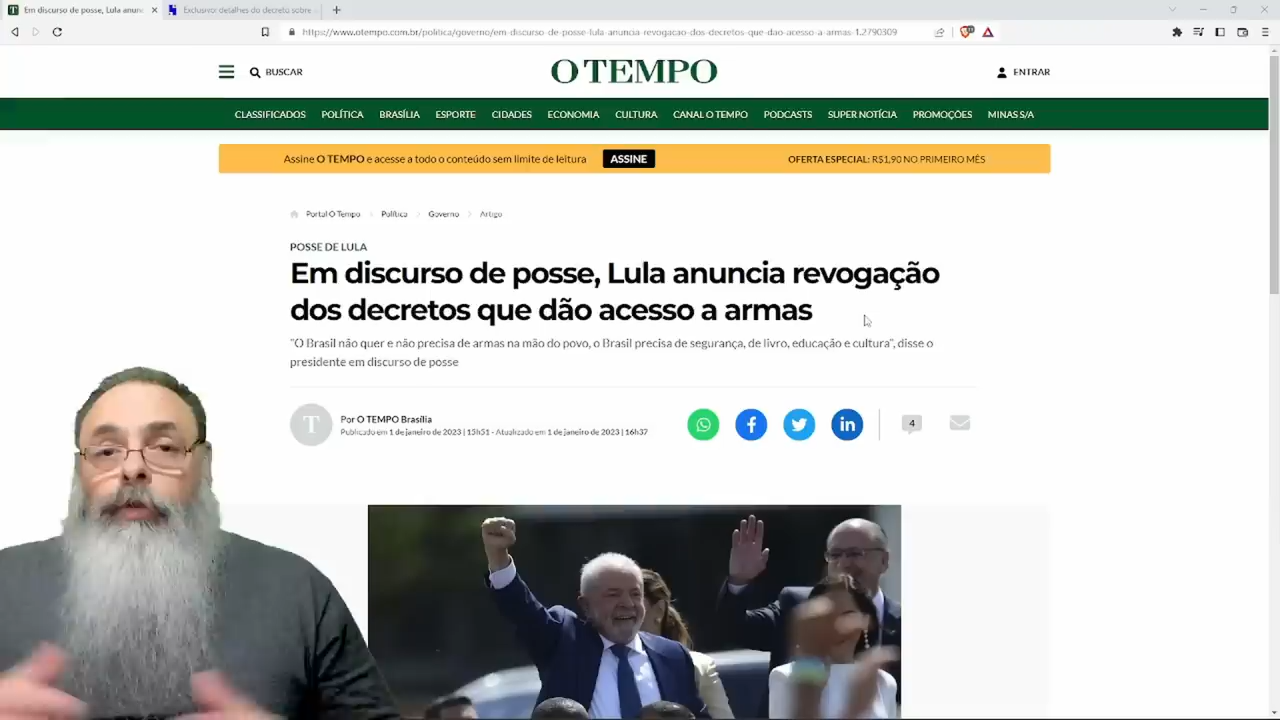 Em discurso de posse, Lula anunc
Exclusivo: detalhes do decreto sobre
https://www.otempo.com.br/politica/governo/em-discurso-de-posse-lula-anuncia-revogacao-dos-decretos-que-dao-acesso-a-armas-1.2790309
BUSCAR
O TEMPO
ENTRAR
CLASSIFICADOS POLÍTICA BRASÍLIA ESPORTE CIDADES ECONOMIA CULTURA CANAL O TEMPO PODCASTS SUPER NOTÍCIA PROMOÇÕES MINAS S/A
Assine O TEMPO e acesse a todo o conteúdo sem limite de leitura ASSINE OFERTA ESPECIAL: R$1,90 NO PRIMEIRO MÊS
Portal O Tempo Política Governo Artigo
POSSE DE LULA
Em discurso de posse, Lula anuncia revogação
dos decretos que dão acesso a armas
"O Brasil não quer e não precisa de armas na mão do povo, o Brasil precisa de segurança, de livro, educação e cultura", disse o
presidente em discurso de posse
T
Por O TEMPO Brasília
Publicado em 1 de janeiro de 2023 | 15h51 - Atualizado em 1 de janeiro de 2023 | 16h37
4